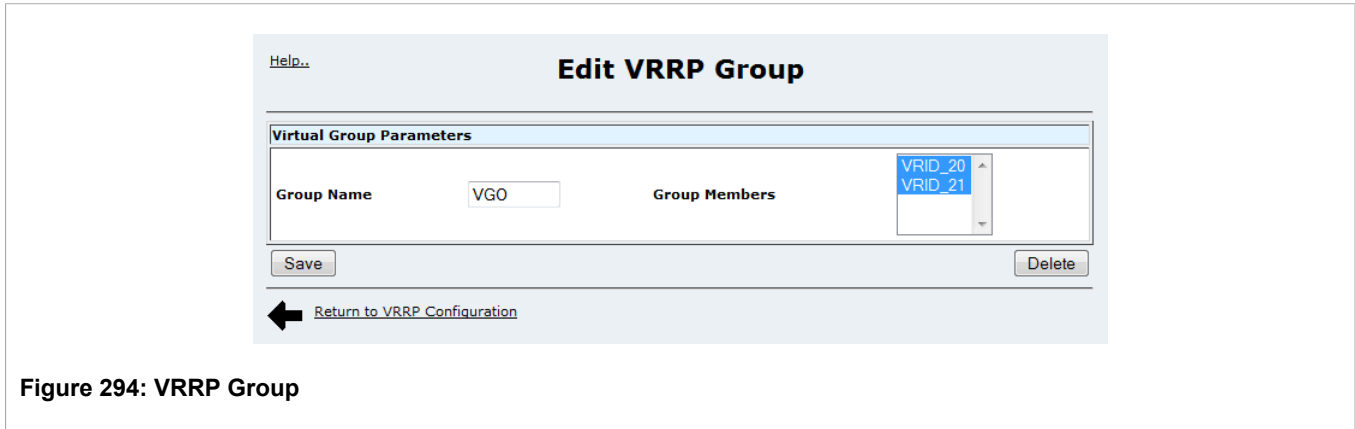 Help..
Edit VRRP Group
Virtual Group Parameters
Group Name
VGO
Group Members
VRID_20
VRID_21
Save
Delete
Return to VRRP Configuration
Figure 294: VRRP Group